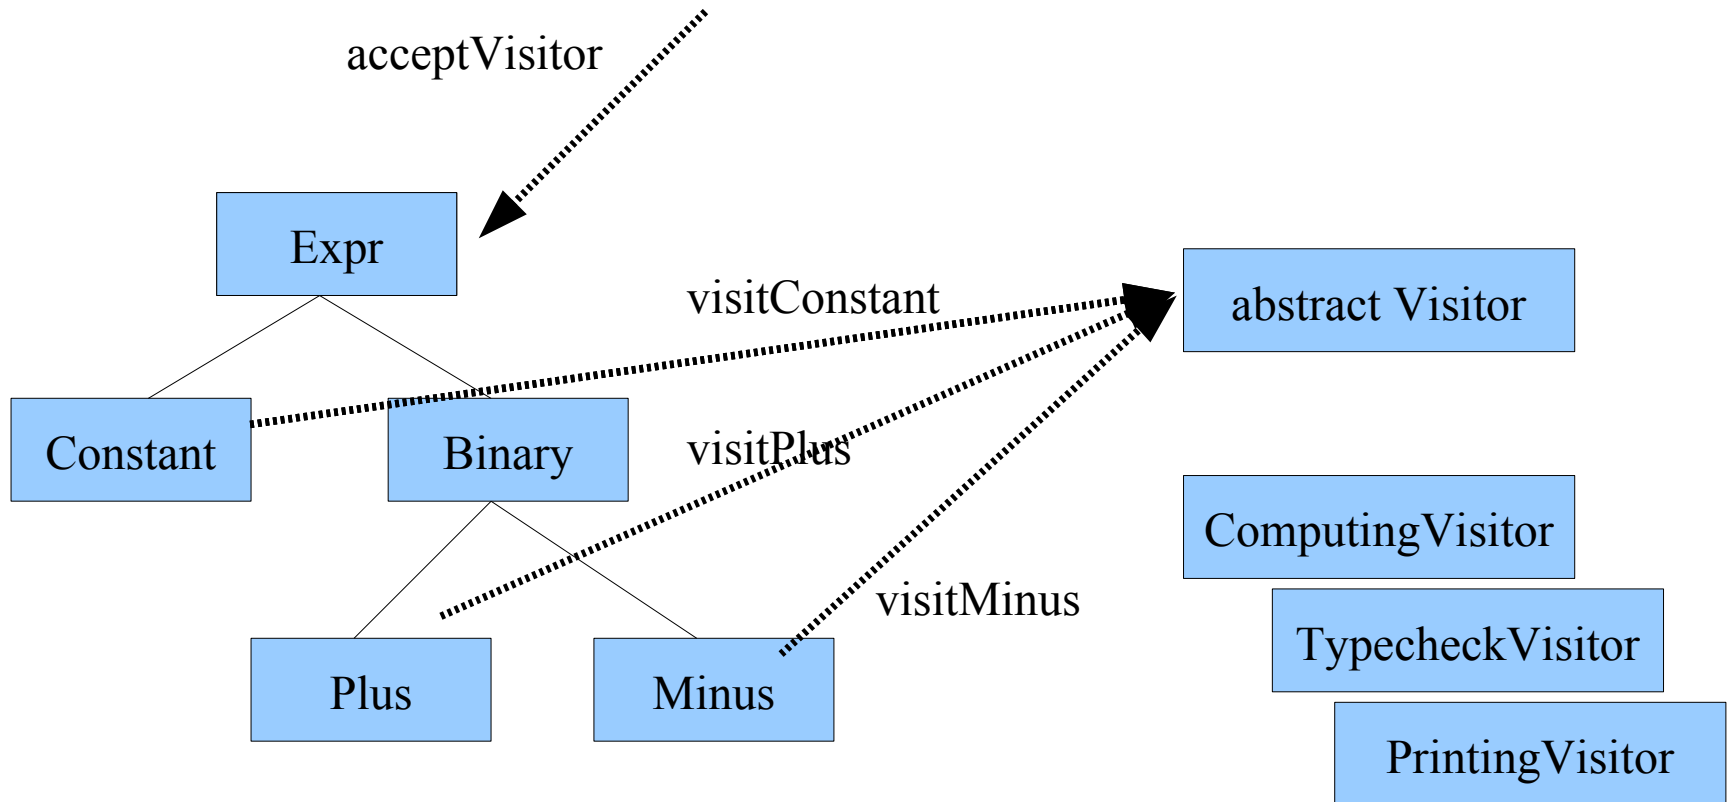 acceptVisitor
Expr
visitConstant
abstract Visitor
Constant
Binary
visitPlus
ComputingVisitor
visitMinus
TypecheckVisitor
Plus
Minus
PrintingVisitor